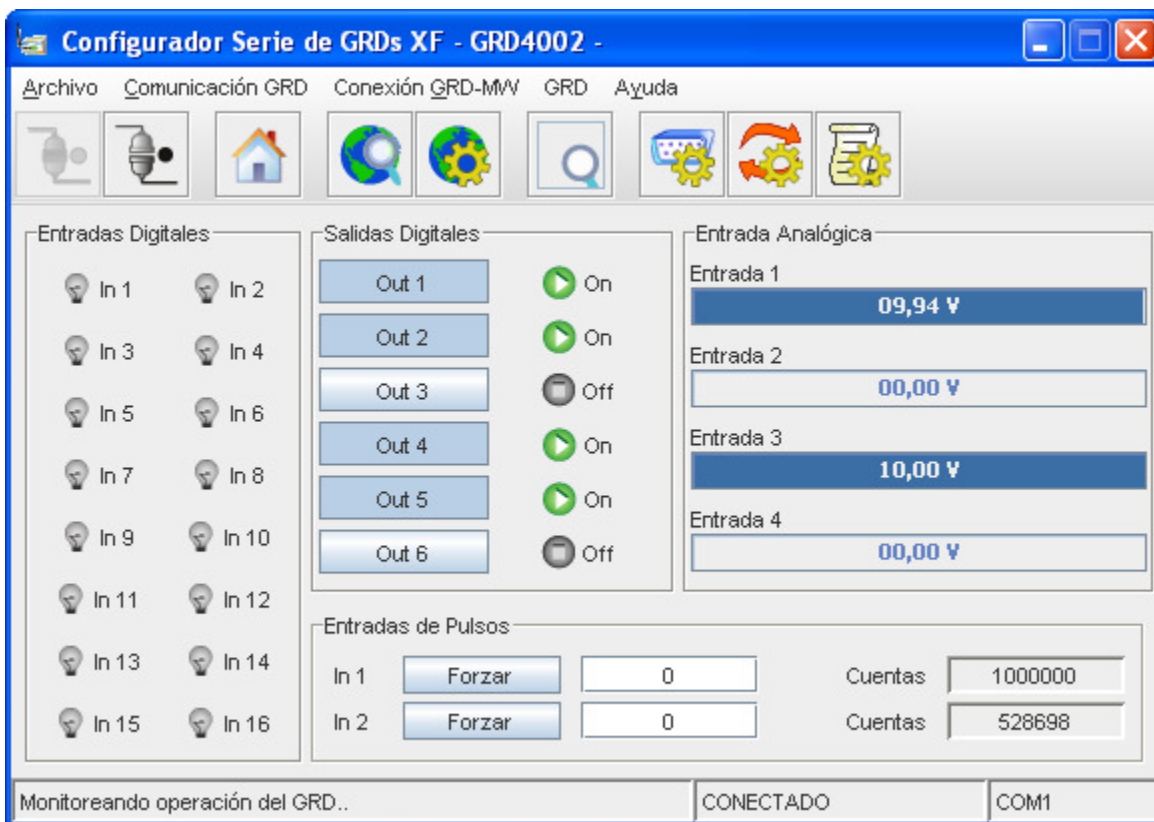 Configurador Serie de GRDs XF - GRD4002 -
Archivo Comunicación GRD Conexión GRD-MW GRD Ayuda
Entradas Digitales
In 1 In 2
In 3 In 4
In 5 In 6
In 7 In 8
In 9 In 10
In 11 In 12
In 13 In 14
In 15 In 16
Salidas Digitales
Out 1 On
Out 2 On
Out 3 Off
Out 4 On
Out 5 On
Out 6 Off
Entrada Analógica
Entrada 1
09,94 V
Entrada 2
00,00 V
Entrada 3
10,00 V
Entrada 4
00,00 V
Entradas de Pulsos
In 1 Forzar 0 Cuentas 1000000
In 2 Forzar 0 Cuentas 528698
Monitoreando operación del GRD.. CONECTADO COM1